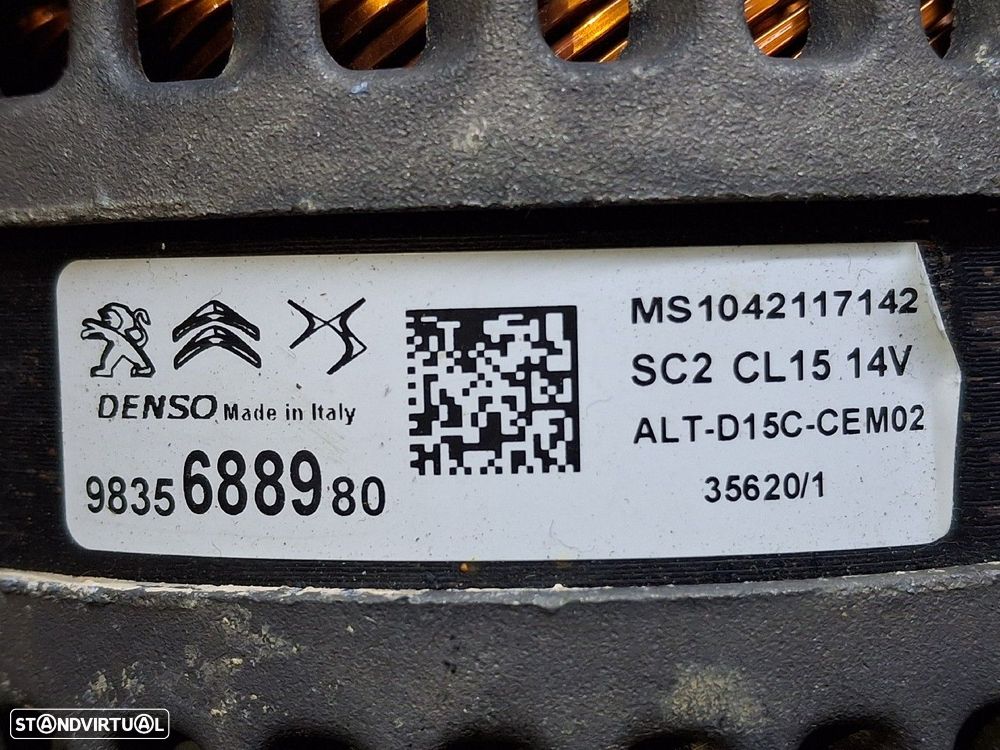 DENSO Made in Italy
9835688980
MS1042117142
SC2 CL15 14V
ALT-D15C-CEM02
35620/1
STANDVIRTUAL